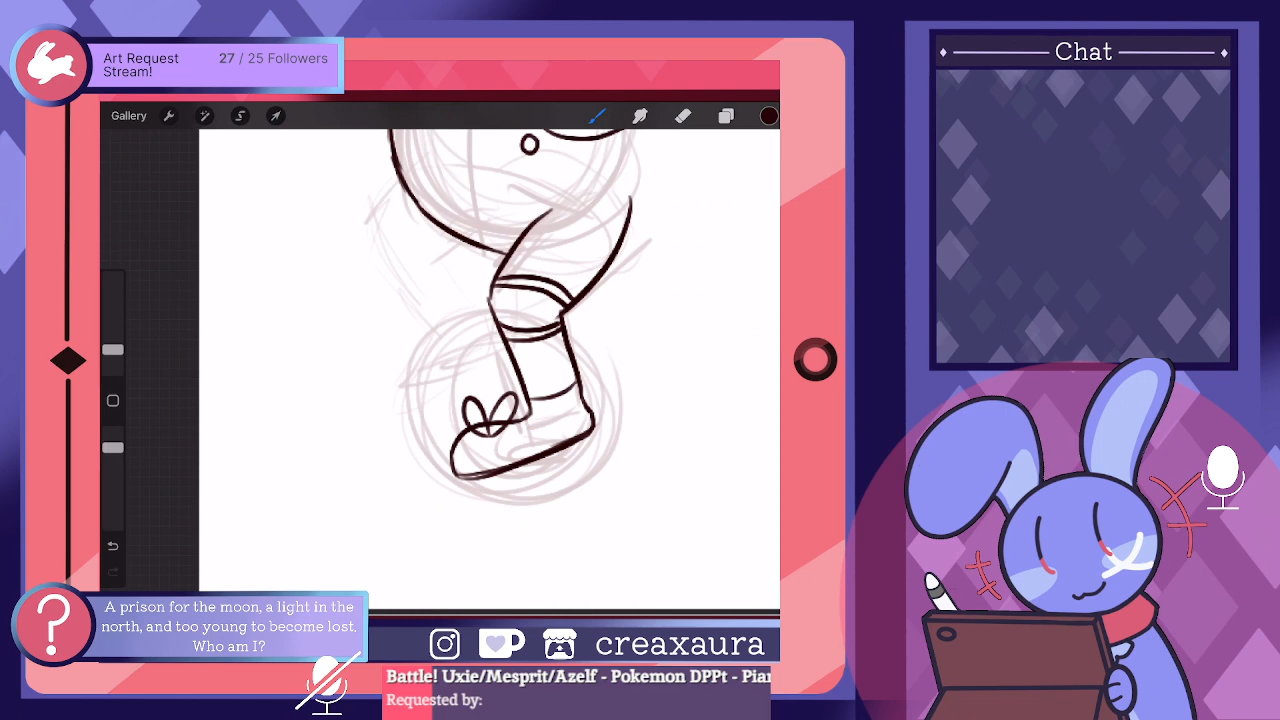 Art Request
Stream!
27 / 25 Followers
Chat
Gallery
A prison for the moon, a light in the
north, and too young to become lost.
Who am I?
creaxaura
Battle! Uxie/Mesprit/Azelf - Pokemon DPPt - Pian
Requested by: